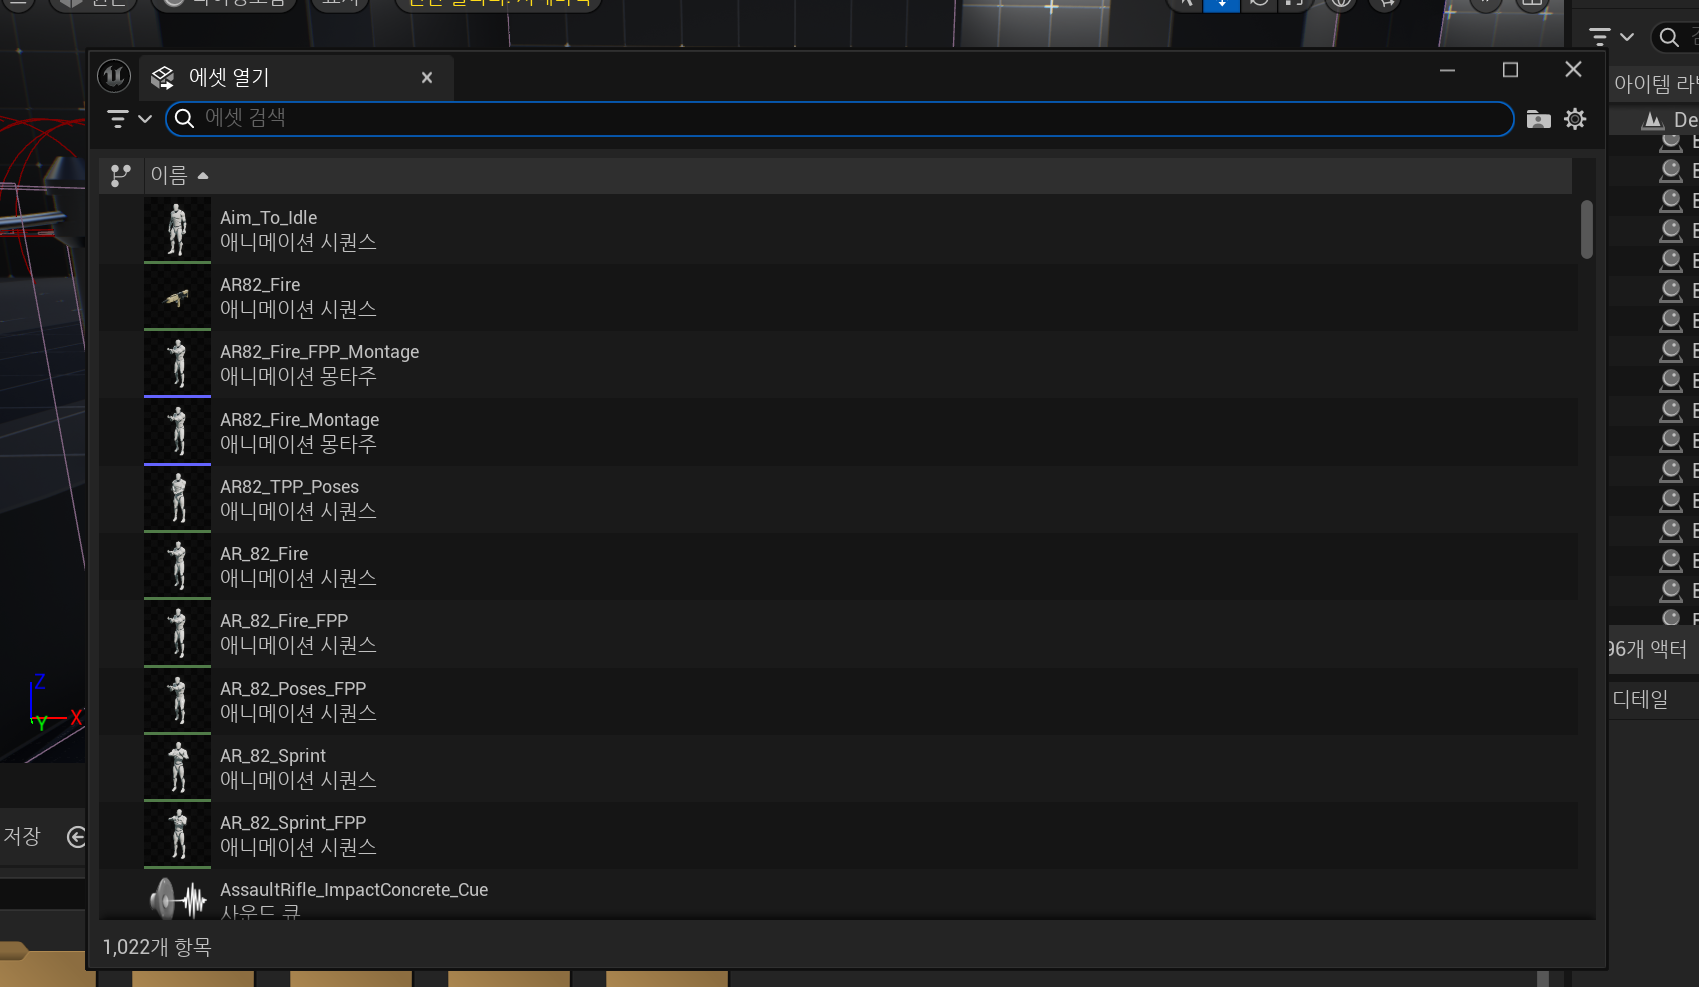 에셋 열기
에셋 검색
이름
Aim_To_Idle
애니메이션 시퀀스
AR82_Fire
애니메이션 시퀀스
AR82_Fire_FPP_Montage
애니메이션 몽타주
AR82_Fire_Montage
애니메이션 몽타주
AR82_TPP_Poses
애니메이션 시퀀스
AR_82_Fire
애니메이션 시퀀스
AR_82_Fire_FPP
애니메이션 시퀀스
AR_82_Poses_FPP
애니메이션 시퀀스
AR_82_Sprint
애니메이션 시퀀스
AR_82_Sprint_FPP
애니메이션 시퀀스
AssaultRifle_ImpactConcrete_Cue
사운드 큐
1,022개 항목
아이템
De
96개 액터
디테일
Z
Y
X
저장